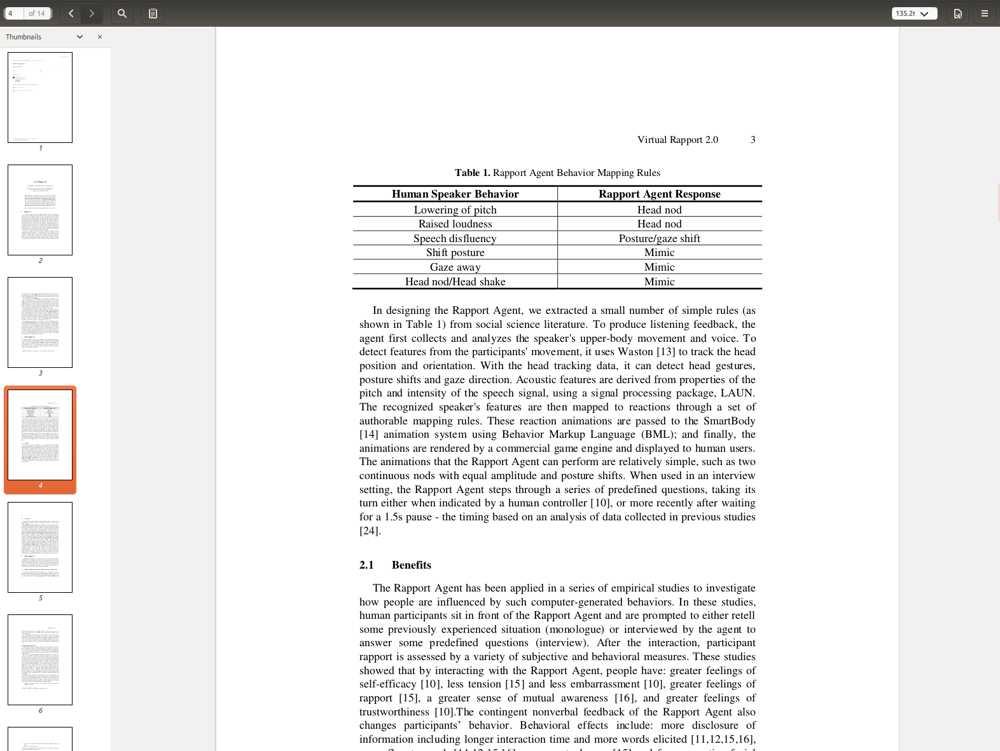 4 of 14
135.26
Thumbnails
1
2
3
4
5
6
Virtual Rapport 2.0 3
Table 1. Rapport Agent Behavior Mapping Rules
Human Speaker Behavior Rapport Agent Response
Lowering of pitch Head nod
Raised loudness Head nod
Speech disfluency Posture/gaze shift
Shift posture Mimic
Gaze away Mimic
Head nod/Head shake Mimic
In designing the Rapport Agent, we extracted a small number of simple rules (as
shown in Table 1) from social science literature. To produce listening feedback, the
agent first collects and analyzes the speaker's upper-body movement and voice. To
detect features from the participants' movement, it uses Waston [13] to track the head
position and orientation. With the head tracking data, it can detect head gestures,
posture shifts and gaze direction. Acoustic features are derived from properties of the
pitch and intensity of the speech signal, using a signal processing package, LAUN.
The recognized speaker's features are then mapped to reactions through a set of
authorable mapping rules. These reaction animations are passed to the SmartBody
[14] animation system using Behavior Markup Language (BML); and finally, the
animations are rendered by a commercial game engine and displayed to human users.
The animations that the Rapport Agent can perform are relatively simple, such as two
continuous nods with equal amplitude and posture shifts. When used in an interview
setting, the Rapport Agent steps through a series of predefined questions, taking its
turn either when indicated by a human controller [10], or more recently after waiting
for a 1.5s pause - the timing based on an analysis of data collected in previous studies
[24].
2.1 Benefits
The Rapport Agent has been applied in a series of empirical studies to investigate
how people are influenced by such computer-generated behaviors. In these studies,
human participants sit in front of the Rapport Agent and are prompted to either retell
some previously experienced situation (monologue) or interviewed by the agent to
answer some predefined questions (interview). After the interaction, participant
rapport is assessed by a variety of subjective and behavioral measures. These studies
showed that by interacting with the Rapport Agent, people have: greater feelings of
self-efficacy [10], less tension [15] and less embarrassment [10], greater feelings of
rapport [15], a greater sense of mutual awareness [16], and greater feelings of
trustworthiness [10].The contingent nonverbal feedback of the Rapport Agent also
changes participants’ behavior. Behavioral effects include: more disclosure of
information including longer interaction time and more words elicited [11,12,15,16],